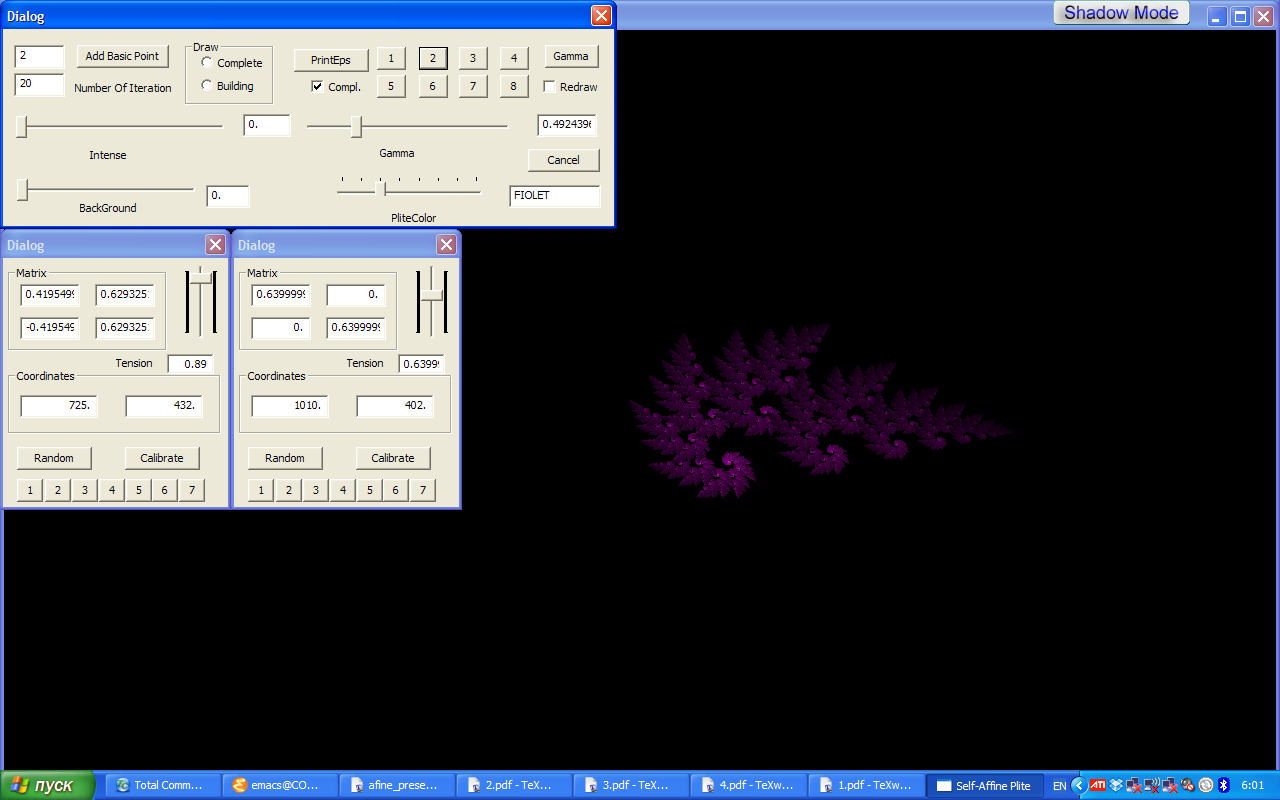 Shadow Mode
Dialog
2 Add Basic Point Draw Complete PrintEps 1 2 3 4 Gamma
20 Number Of Iteration Building Compl. 5 6 7 8 Redraw
0. 0.4924396
Intense Gamma Cancel
0. FIOLET
BackGround PliteColor
Dialog
Matrix
0.4195499 0.629325
-0.419549 0.629325
Tension 0.89
Coordinates
725. 432.
Random Calibrate
1 2 3 4 5 6 7
Dialog
Matrix
0.6399999 0.
0. 0.6399999
Tension 0.6399
Coordinates
1010. 402.
Random Calibrate
1 2 3 4 5 6 7
пуск Total Comm... emacs@CO... afine_prese... 2.pdf - TeX... 3.pdf - TeX... 4.pdf - TeXw... 1.pdf - TeXw... Self-Affine Plite EN ATI 6:01